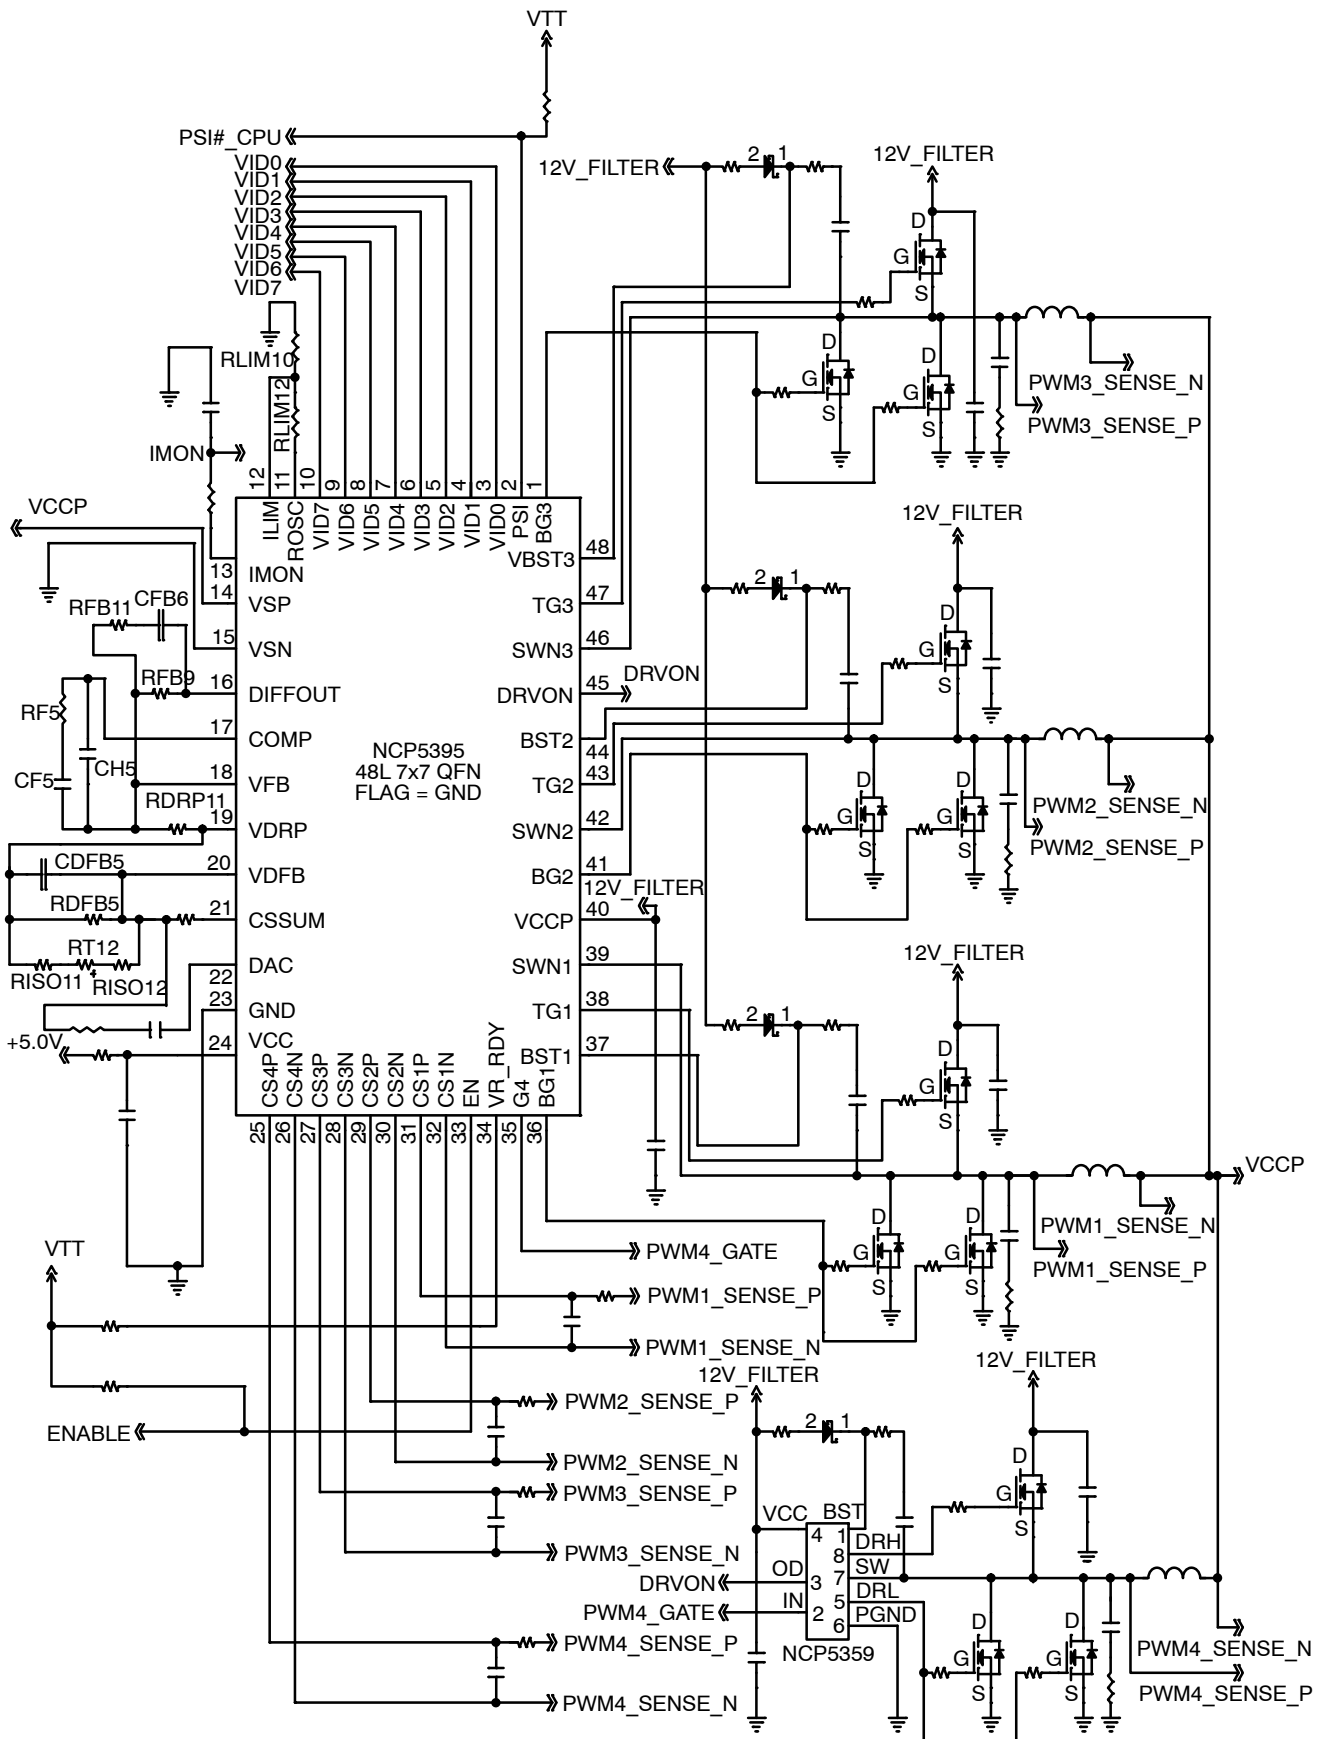 VTT
PSI#_CPU
VID0
VID1
VID2
VID3
VID4
VID5
VID6
VID7
12V_FILTER
2 1
12V_FILTER
D
G
S
RLIM10
RLIM12
D
G
S
D
G
S
PWM3_SENSE_N
PWM3_SENSE_P
IMON
VCCP
12 11 10 9 8 7 6 5 4 3 2 1
ILIM ROSC VID7 VID6 VID5 VID4 VID3 VID2 VID1 VID0 PSI BG3
13 IMON
14 VSP
15 VSN
16 DIFFOUT
17 COMP
18 VFB
19 VDRP
20 VDFB
21 CSSUM
22 DAC
23 GND
24 VCC
RFB11 CFB6
RFB9
RF5
CF5
CH5
RDRP11
CDFB5
RDFB5
RT12
RISO11 RISO12
+5.0V
NCP5395
48L 7x7 QFN
FLAG = GND
VBST3 48
TG3 47
SWN3 46
DRVON 45 DRVON
BST2 44
TG2 43
SWN2 42
BG2 41
12V_FILTER
VCCP 40
SWN1 39
TG1 38
BST1 37
CS4P CS4N CS3P CS3N CS2P CS2N CS1P CS1N EN VR_RDY G4 BG1
25 26 27 28 29 30 31 32 33 34 35 36
12V_FILTER
2 1
D
G
S
D
G
S
D
G
S
PWM2_SENSE_N
PWM2_SENSE_P
12V_FILTER
2 1
D
G
S
VCCP
D
G
S
D
G
S
PWM1_SENSE_N
PWM1_SENSE_P
VTT
ENABLE
PWM4_GATE
PWM1_SENSE_P
PWM1_SENSE_N
PWM2_SENSE_P
PWM2_SENSE_N
PWM3_SENSE_P
PWM3_SENSE_N
PWM4_SENSE_P
PWM4_SENSE_N
12V_FILTER
2 1
12V_FILTER
D
G
S
VCC 4
BST 1
DRH 8
SW 7
DRL 5
PGND 6
OD 3
IN 2
DRVON
PWM4_GATE
NCP5359
D
G
S
D
G
S
PWM4_SENSE_N
PWM4_SENSE_P